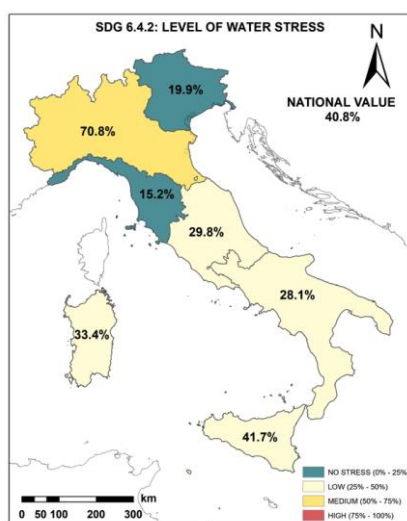 SDG 6.4.2: LEVEL OF WATER STRESS
N
19.9%
NATIONAL VALUE
40.8%
70.8%
15.2%
29.8%
28.1%
33.4%
41.7%
km
0 50 100 200 300
NO STRESS (0% - 25%)
LOW (25% - 50%)
MEDIUM (50% - 75%)
HIGH (75% - 100%)